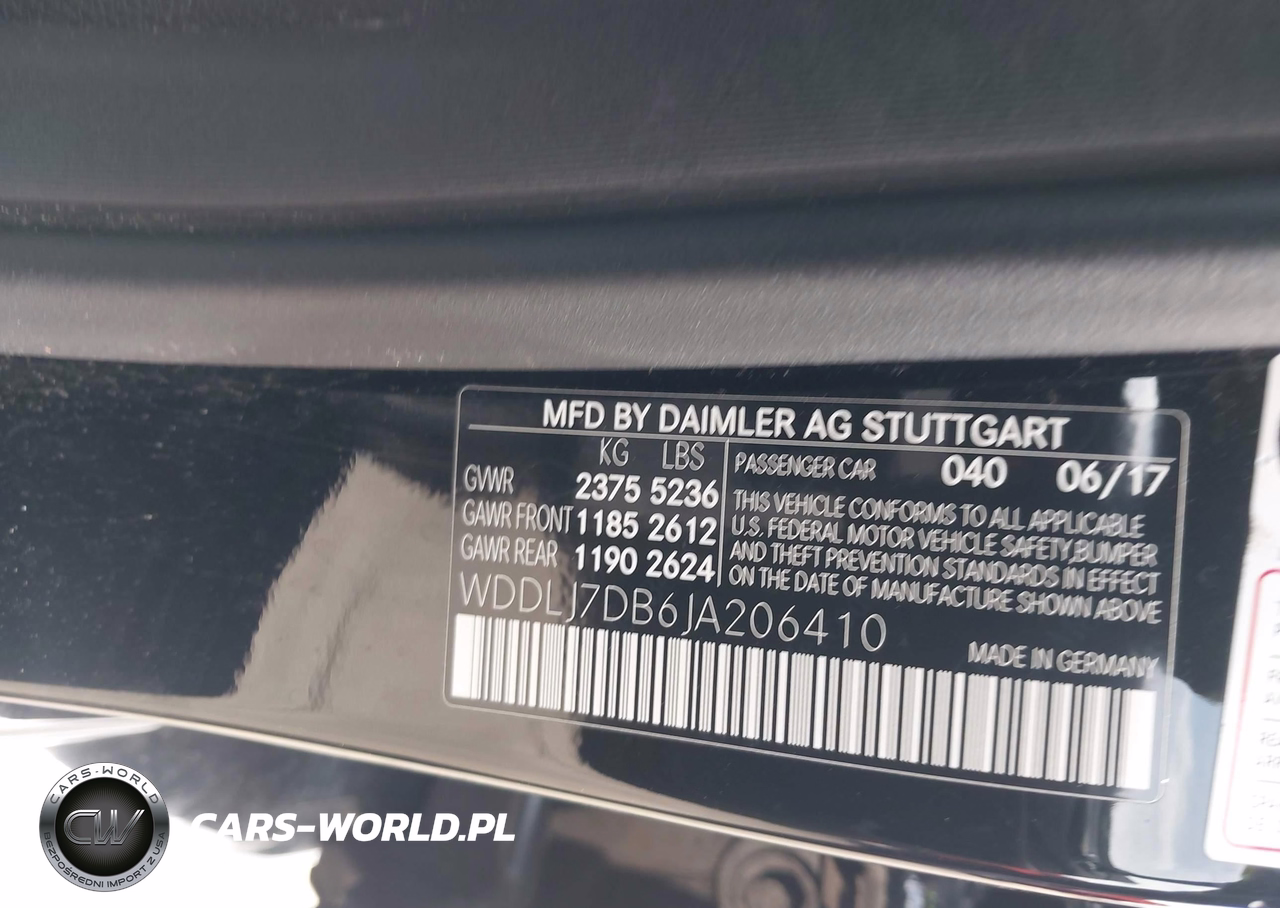 MFD BY DAIMLER AG STUTTGART
KG LBS
GVWR 2375 5236
GAWR FRONT 1185 2612
GAWR REAR 1190 2624
PASSENGER CAR 040 06/17
THIS VEHICLE CONFORMS TO ALL APPLICABLE
U.S. FEDERAL MOTOR VEHICLE SAFETY,BUMPER
AND THEFT PREVENTION STANDARDS IN EFFECT
ON THE DATE OF MANUFACTURE SHOWN ABOVE
WDDLJ7DB6JA206410
MADE IN GERMANY
CARS-WORLD
CW
BEZPOŚREDNI IMPORT Z USA
CARS-WORLD.PL